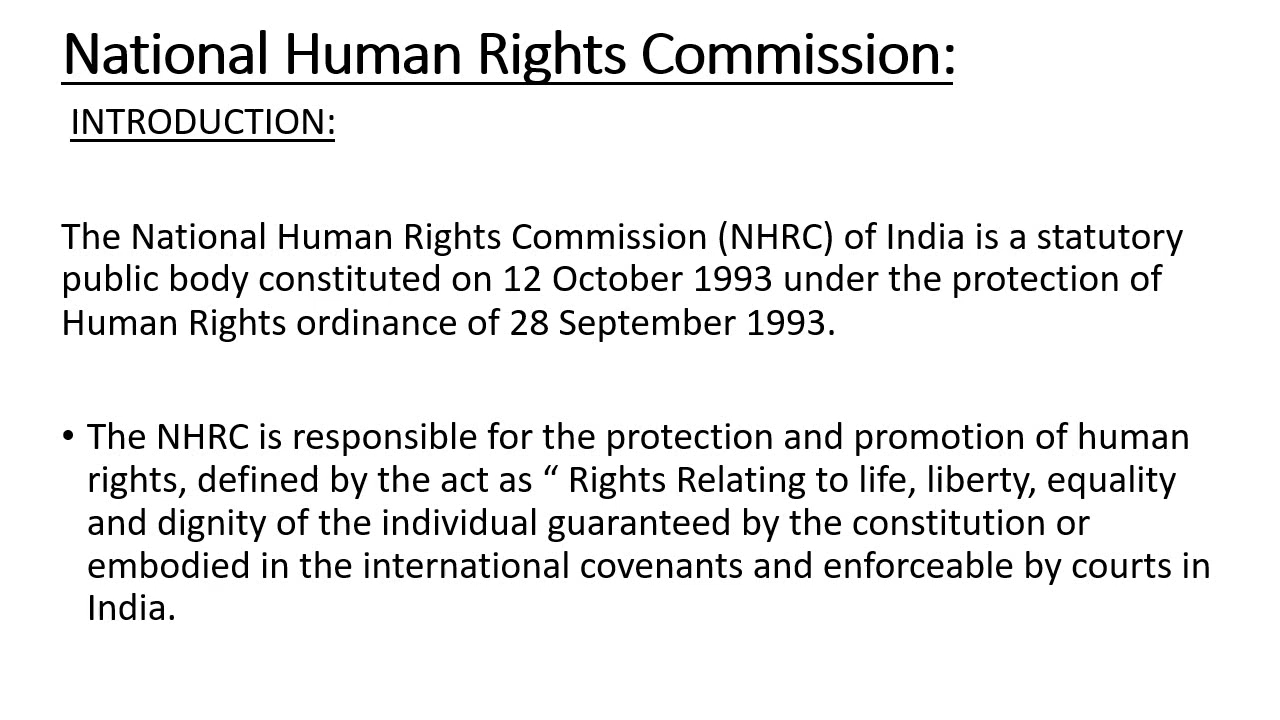 National Human Rights Commission:
INTRODUCTION:
The National Human Rights Commission (NHRC) of India is a statutory
public body constituted on 12 October 1993 under the protection of
Human Rights ordinance of 28 September 1993.
• The NHRC is responsible for the protection and promotion of human
rights, defined by the act as “ Rights Relating to life, liberty, equality
and dignity of the individual guaranteed by the constitution or
embodied in the international covenants and enforceable by courts in
India.